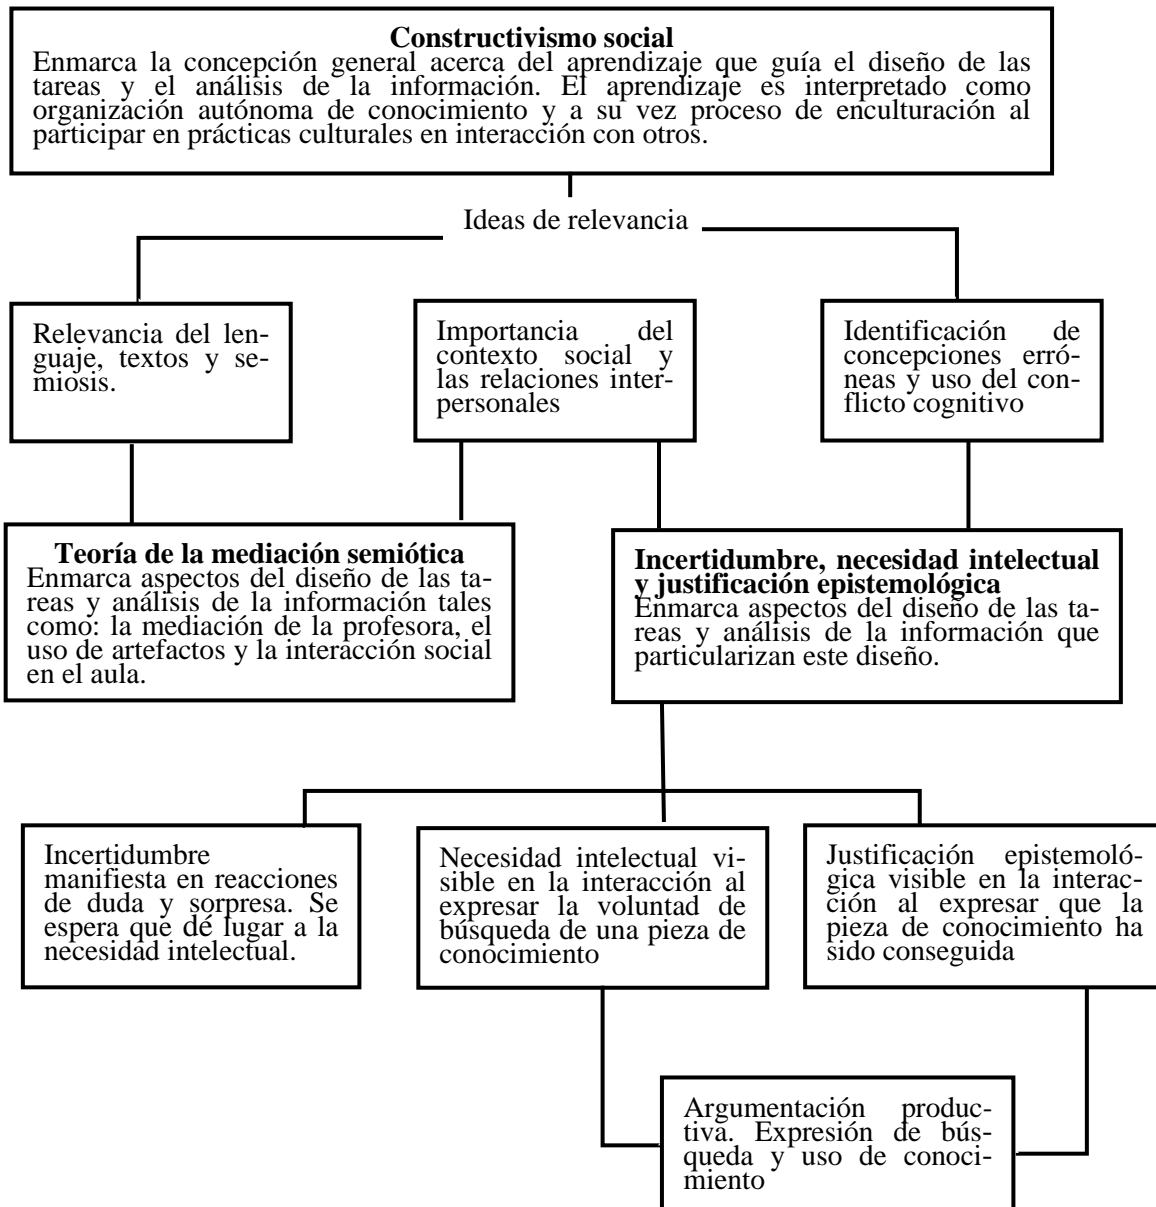 Constructivismo social
Enmarca la concepción general acerca del aprendizaje que guía el diseño de las
tareas y el análisis de la información. El aprendizaje es interpretado como
organización autónoma de conocimiento y a su vez proceso de enculturación al
participar en prácticas culturales en interacción con otros.
Ideas de relevancia
Relevancia del len-
guaje, textos y se-
miosis.
Importancia del
contexto social y
las relaciones inter-
personales
Identificación de
concepciones erró-
neas y uso del con-
flicto cognitivo
Teoría de la mediación semiótica
Enmarca aspectos del diseño de las ta-
reas y análisis de la información tales
como: la mediación de la profesora, el
uso de artefactos y la interacción social
en el aula.
Incertidumbre, necesidad intelectual
y justificación epistemológica
Enmarca aspectos del diseño de las ta-
reas y análisis de la información que
particularizan este diseño.
Incertidumbre
manifiesta en reacciones
de duda y sorpresa. Se
espera que dé lugar a la
necesidad intelectual.
Necesidad intelectual vi-
sible en la interacción al
expresar la voluntad de
búsqueda de una pieza de
conocimiento
Justificación epistemoló-
gica visible en la interac-
ción al expresar que la
pieza de conocimiento ha
sido conseguida
Argumentación produc-
tiva. Expresión de bús-
queda y uso de conoci-
miento